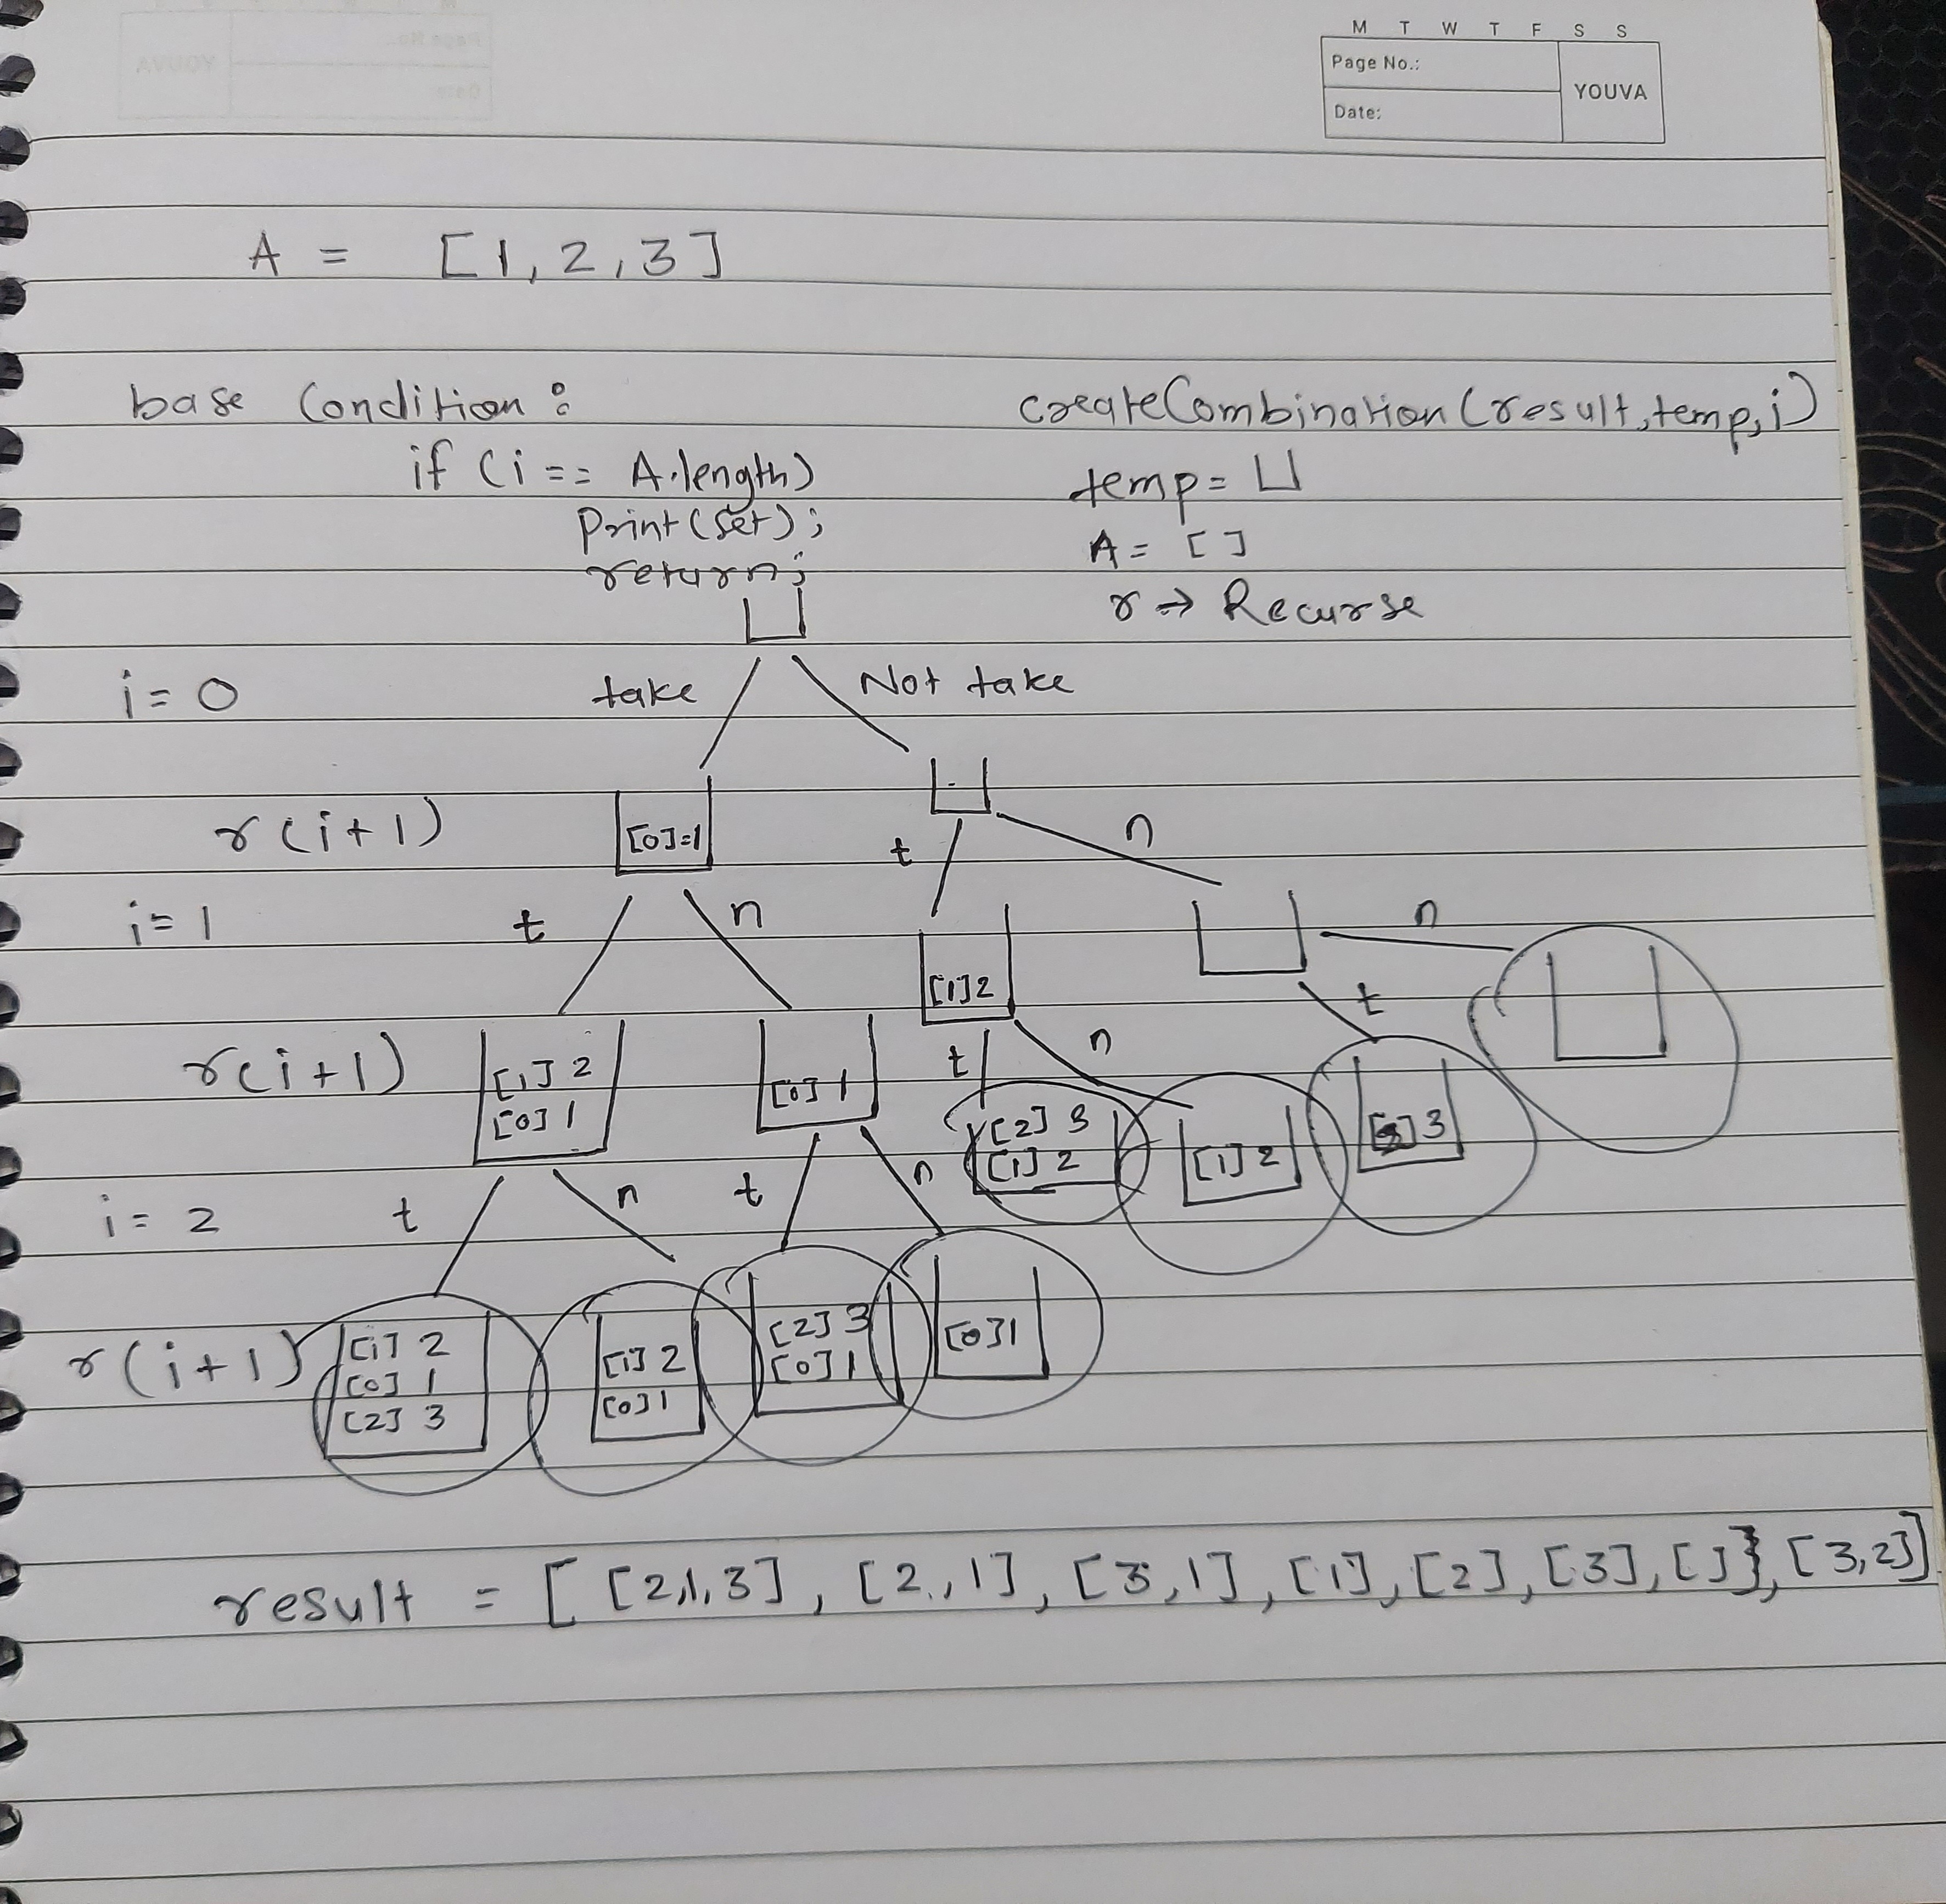 M T W T F S S
Page No.:
YOUVA
Date:
A = [1, 2, 3]
base Condition:
if (i == A.length)
Print(Set);
return;
createCombination(result, temp, i)
temp = ⊔
A = []
r → Recurse
i = 0
take
Not take
r(i+1)
[0]=1
t
n
i = 1
t
n
[1]2
n
t
r(i+1)
[1] 2
[0] 1
[0] 1
t
n
[2] 3
[1] 2
[1] 2
3
i = 2
t
n
t
n
r(i+1)
[1] 2
[0] 1
[2] 3
[1] 2
[0] 1
[2] 3
[0] 1
[0] 1
result = [ [2,1,3], [2,1], [3,1], [1], [2], [3], [], [3,2]]